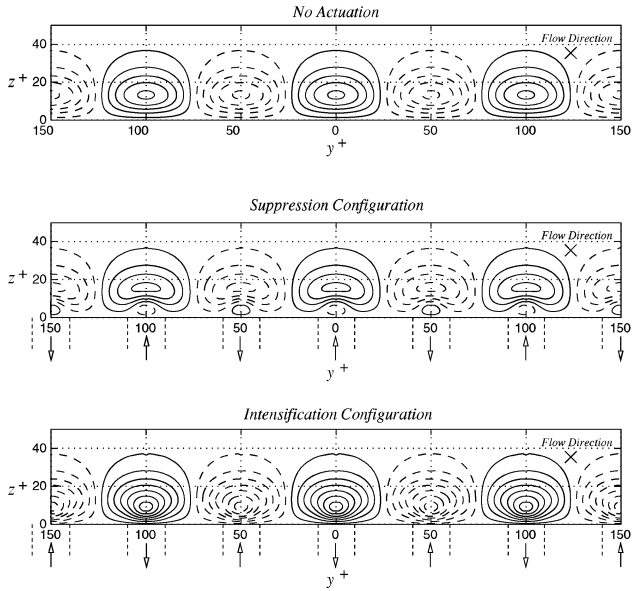 No Actuation
Flow Direction
40
20
0
z+
150 100 50 0 50 100 150
y+
Suppression Configuration
Flow Direction
40
20
0
z+
150 100 50 0 50 100 150
y+
Intensification Configuration
Flow Direction
40
20
0
z+
150 100 50 0 50 100 150
y+